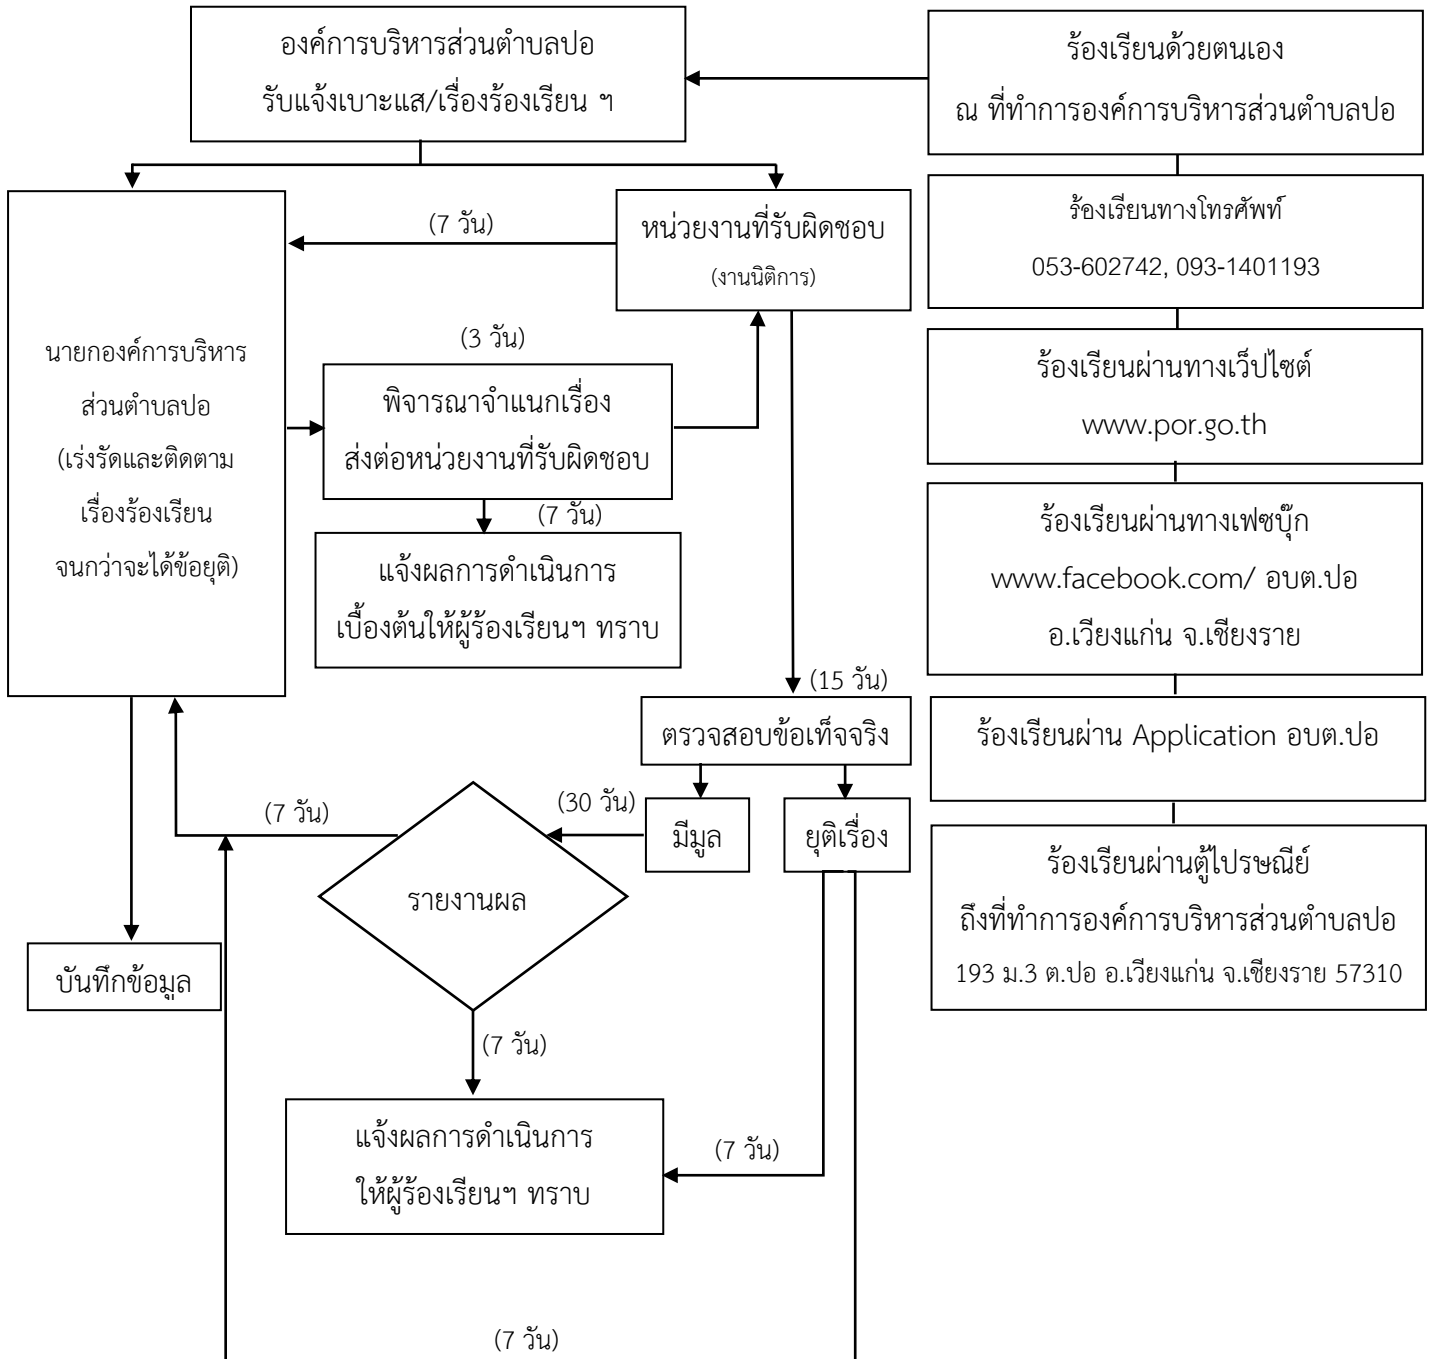 องค์การบริหารส่วนตำบลปอ
รับแจ้งเบาะแส/เรื่องร้องเรียน ฯ
ร้องเรียนด้วยตนเอง
ณ ที่ทำการองค์การบริหารส่วนตำบลปอ
(7 วัน)
หน่วยงานที่รับผิดชอบ
(งานนิติการ)
ร้องเรียนทางโทรศัพท์
053-602742, 093-1401193
นายกองค์การบริหาร
ส่วนตำบลปอ
(เร่งรัดและติดตาม
เรื่องร้องเรียน
จนกว่าจะได้ข้อยุติ)
(3 วัน)
พิจารณาจำแนกเรื่อง
ส่งต่อหน่วยงานที่รับผิดชอบ
(7 วัน)
แจ้งผลการดำเนินการ
เบื้องต้นให้ผู้ร้องเรียนฯ ทราบ
ร้องเรียนผ่านทางเว็ปไซต์
www.por.go.th
ร้องเรียนผ่านทางเฟซบุ๊ก
www.facebook.com/ อบต.ปอ
อ.เวียงแก่น จ.เชียงราย
(15 วัน)
ตรวจสอบข้อเท็จจริง
ร้องเรียนผ่าน Application อบต.ปอ
(7 วัน)
(30 วัน)
มีมูล
ยุติเรื่อง
รายงานผล
ร้องเรียนผ่านตู้ไปรษณีย์
ถึงที่ทำการองค์การบริหารส่วนตำบลปอ
193 ม.3 ต.ปอ อ.เวียงแก่น จ.เชียงราย 57310
บันทึกข้อมูล
(7 วัน)
แจ้งผลการดำเนินการ
ให้ผู้ร้องเรียนฯ ทราบ
(7 วัน)
(7 วัน)